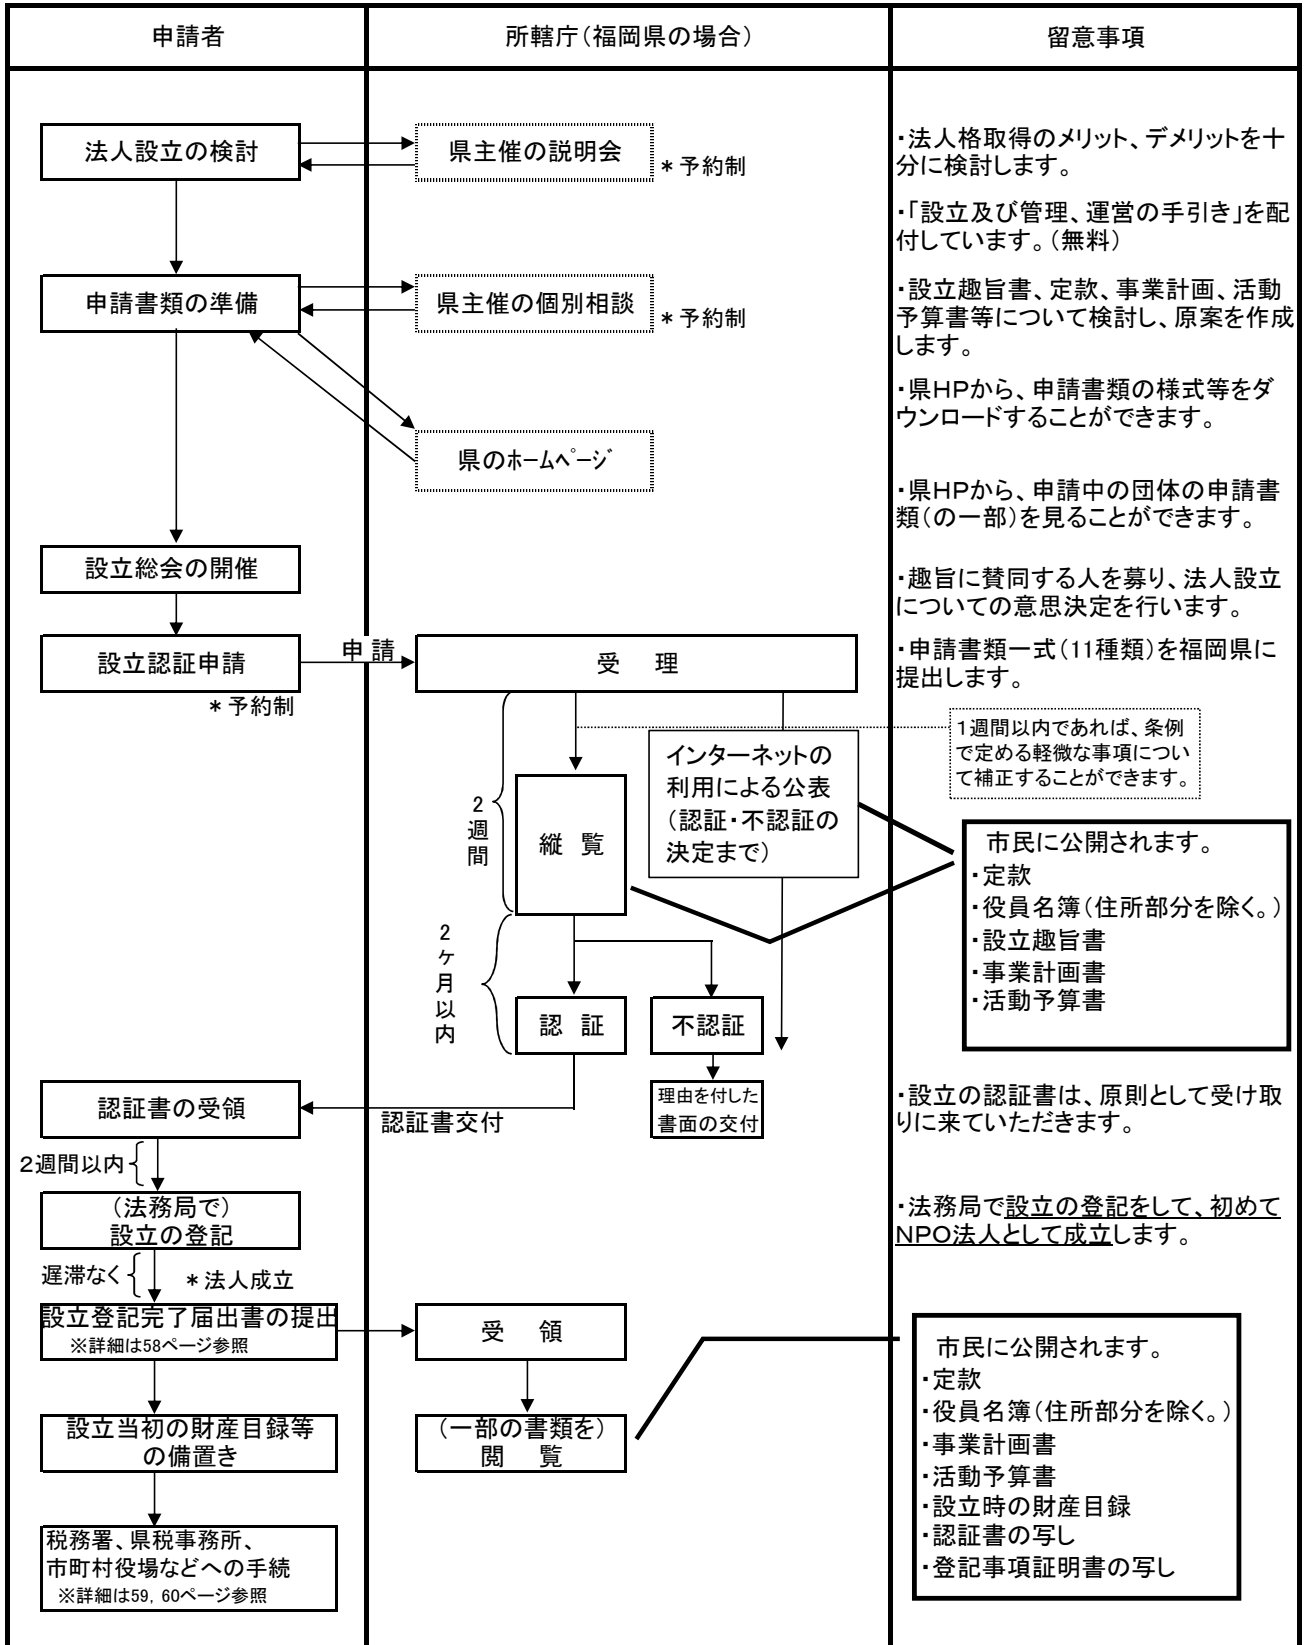 申請者
所轄庁（福岡県の場合）
留意事項
法人設立の検討
県主催の説明会
＊予約制
・法人格取得のメリット、デメリットを十
分に検討します。
・「設立及び管理、運営の手引き」を配
付しています。（無料）
申請書類の準備
県主催の個別相談
＊予約制
・設立趣旨書、定款、事業計画、活動
予算書等について検討し、原案を作成
します。
・県ＨＰから、申請書類の様式等をダ
ウンロードすることができます。
県のﾎｰﾑﾍﾟｰｼﾞ
・県ＨＰから、申請中の団体の申請書
類（の一部）を見ることができます。
設立総会の開催
・趣旨に賛同する人を募り、法人設立
についての意思決定を行います。
設立認証申請
＊予約制
申 請
受　理
・申請書類一式（11種類）を福岡県に
提出します。
１週間以内であれば、条例
で定める軽微な事項につい
て補正することができます。
インターネットの
利用による公表
（認証・不認証の
決定まで）
2
週
間
縦 覧
市民に公開されます。
・定款
・役員名簿（住所部分を除く。）
・設立趣旨書
・事業計画書
・活動予算書
2
ケ
月
以
内
認 証
不認証
認証書の受領
認証書交付
理由を付した
書面の交付
・設立の認証書は、原則として受け取
りに来ていただきます。
２週間以内
（法務局で）
設立の登記
・法務局で設立の登記をして、初めて
ＮＰＯ法人として成立します。
遅滞なく
＊法人成立
設立登記完了届出書の提出
※詳細は58ページ参照
受　領
設立当初の財産目録等
の備置き
（一部の書類を）
閲　覧
市民に公開されます。
・定款
・役員名簿（住所部分を除く。）
・事業計画書
・活動予算書
・設立時の財産目録
・認証書の写し
・登記事項証明書の写し
税務署、県税事務所、
市町村役場などへの手続
※詳細は59，60ページ参照